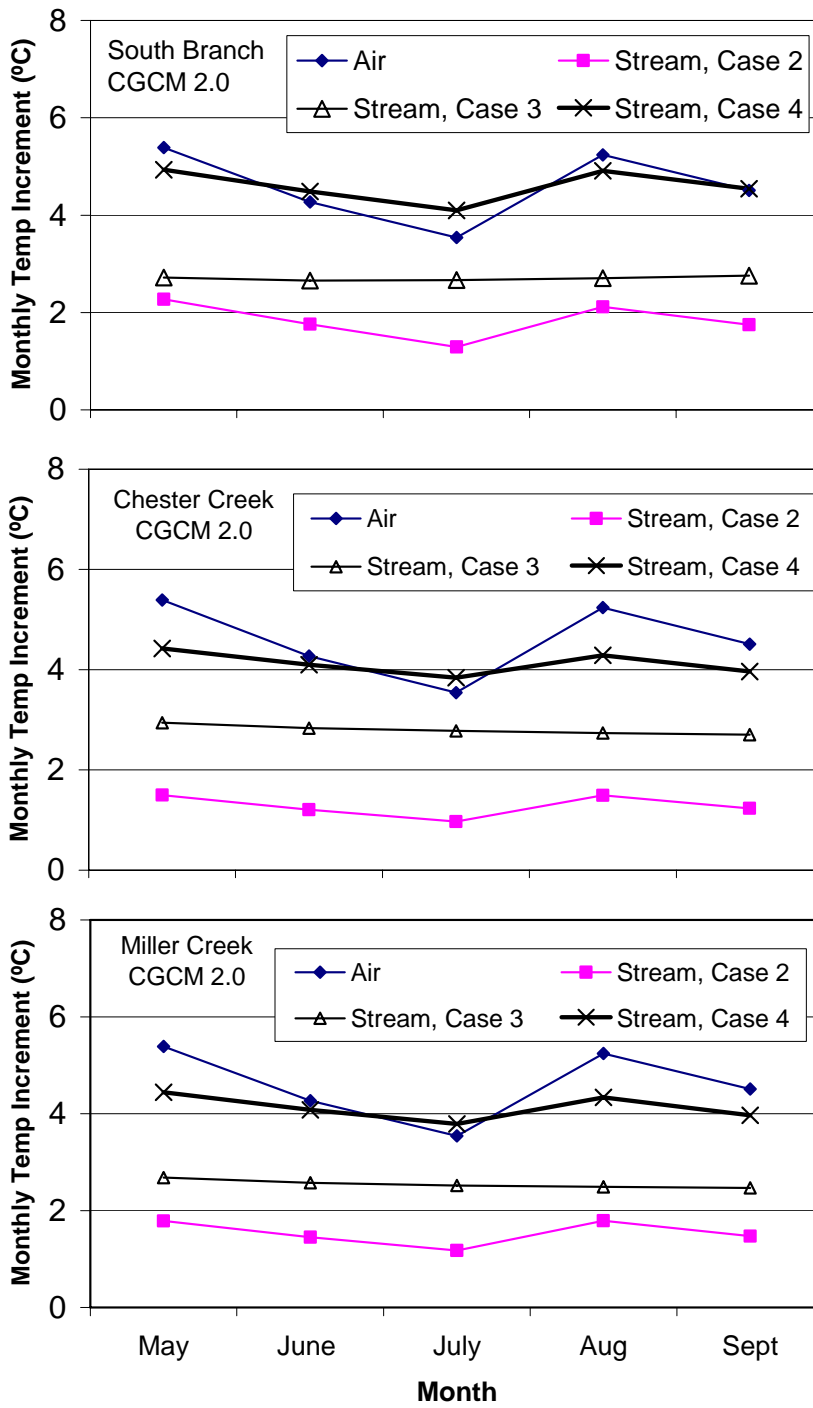 Monthly Temp Increment (ºC)
8
6
4
2
0
South Branch
CGCM 2.0
Air
Stream, Case 2
Stream, Case 3
Stream, Case 4
Monthly Temp Increment (ºC)
8
6
4
2
0
Chester Creek
CGCM 2.0
Air
Stream, Case 2
Stream, Case 3
Stream, Case 4
Monthly Temp Increment (ºC)
8
6
4
2
0
Miller Creek
CGCM 2.0
Air
Stream, Case 2
Stream, Case 3
Stream, Case 4
May June July Aug Sept
Month